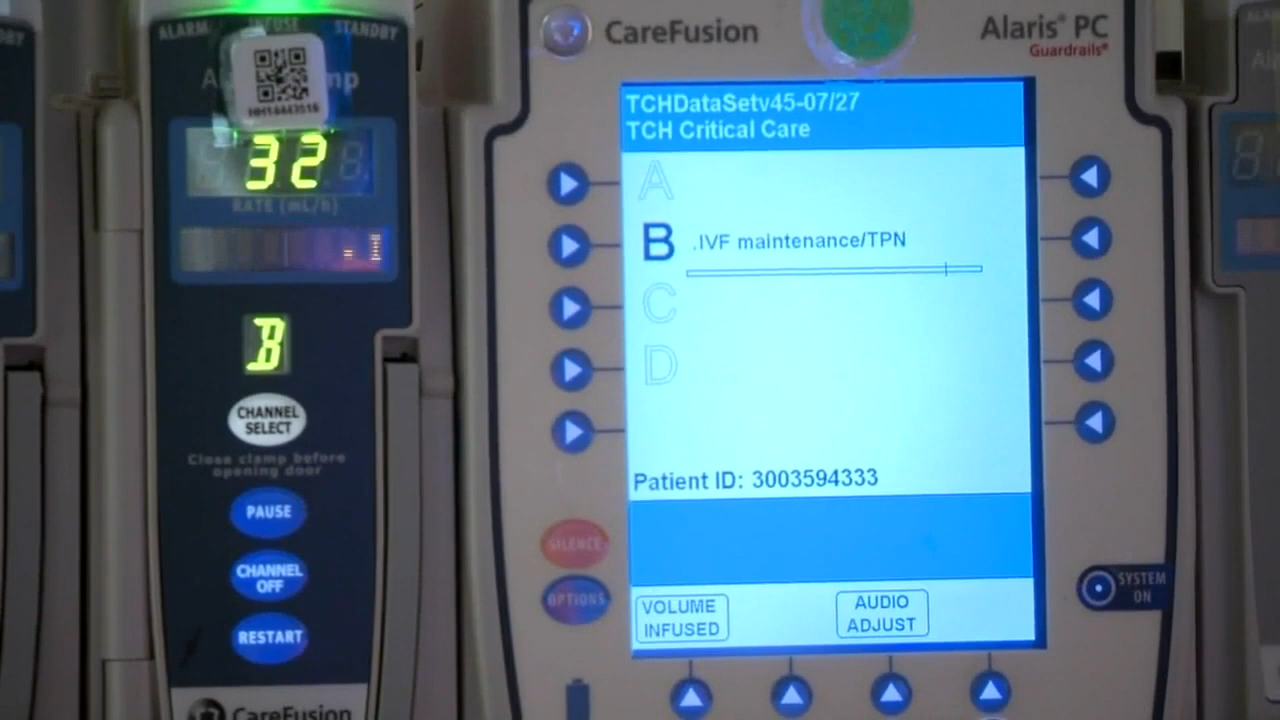 ALARM INFUSE STANDBY
HH14443516
mp
32
RATE (mL/h)
B
CHANNEL
SELECT
Close clamp before
opening door
PAUSE
CHANNEL
OFF
RESTART
CareFusion
CareFusion
Alaris® PC
Guardrails®
TCHDataSetv45-07/27
TCH Critical Care
A
B .IVF maintenance/TPN
C
D
Patient ID: 3003594333
SILENCE
OPTIONS
VOLUME
INFUSED
AUDIO
ADJUST
SYSTEM
ON